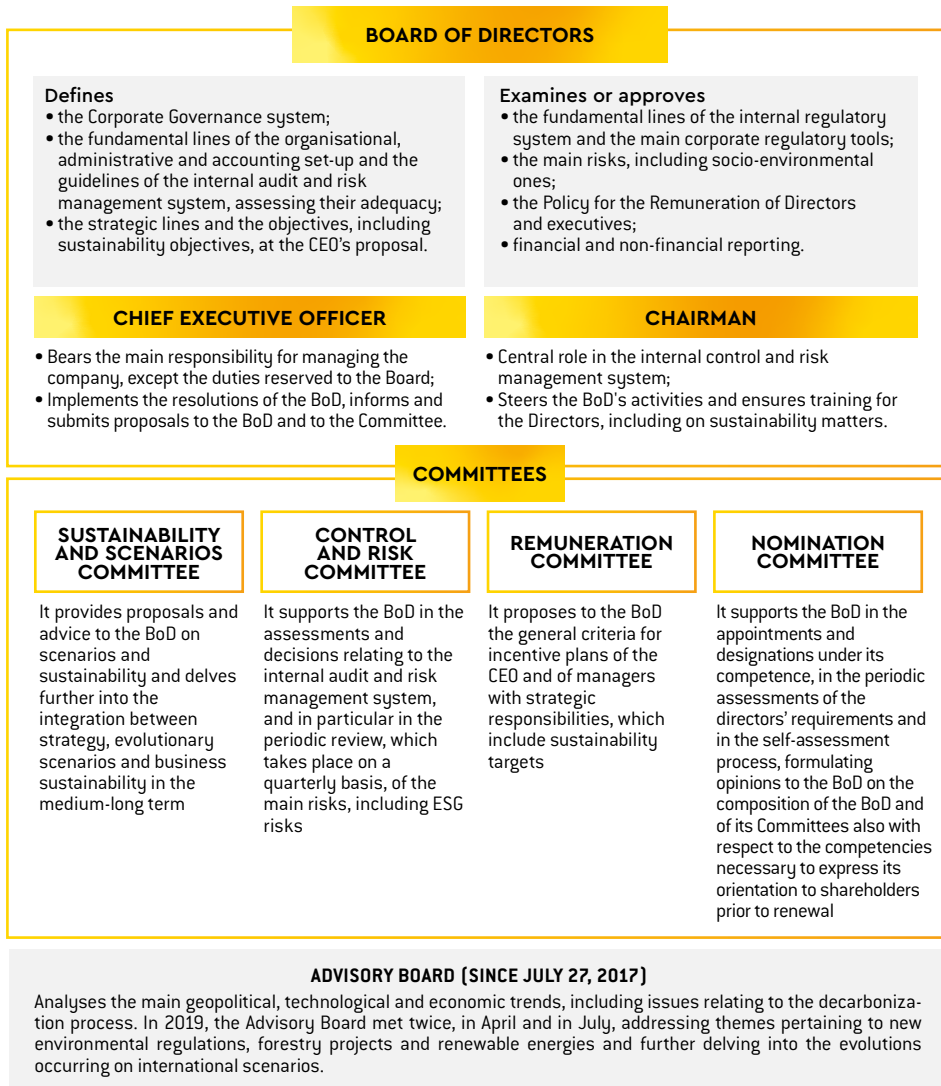 BOARD OF DIRECTORS
Defines
• the Corporate Governance system;
• the fundamental lines of the organisational,
administrative and accounting set-up and the
guidelines of the internal audit and risk
management system, assessing their adequacy;
• the strategic lines and the objectives, including
sustainability objectives, at the CEO's proposal.
Examines or approves
• the fundamental lines of the internal regulatory
system and the main corporate regulatory tools;
• the main risks, including socio-environmental
ones;
• the Policy for the Remuneration of Directors
and executives;
• financial and non-financial reporting.
CHIEF EXECUTIVE OFFICER
• Bears the main responsibility for managing the
company, except the duties reserved to the Board;
• Implements the resolutions of the BoD, informs and
submits proposals to the BoD and to the Committee.
CHAIRMAN
• Central role in the internal control and risk
management system;
• Steers the BoD's activities and ensures training for
the Directors, including on sustainability matters.
COMMITTEES
SUSTAINABILITY
AND SCENARIOS
COMMITTEE
It provides proposals and
advice to the BoD on
scenarios and
sustainability and delves
further into the
integration between
strategy, evolutionary
scenarios and business
sustainability in the
medium-long term
CONTROL
AND RISK
COMMITTEE
It supports the BoD in the
assessments and
decisions relating to the
internal audit and risk
management system,
and in particular in the
periodic review, which
takes place on a
quarterly basis, of the
main risks, including ESG
risks
REMUNERATION
COMMITTEE
It proposes to the BoD
the general criteria for
incentive plans of the
CEO and of managers
with strategic
responsibilities, which
include sustainability
targets
NOMINATION
COMMITTEE
It supports the BoD in the
appointments and
designations under its
competence, in the periodic
assessments of the
directors' requirements and
in the self-assessment
process, formulating
opinions to the BoD on the
composition of the BoD and
of its Committees also with
respect to the competencies
necessary to express its
orientation to shareholders
prior to renewal
ADVISORY BOARD (SINCE JULY 27, 2017)
Analyses the main geopolitical, technological and economic trends, including issues relating to the decarboniza-
tion process. In 2019, the Advisory Board met twice, in April and in July, addressing themes pertaining to new
environmental regulations, forestry projects and renewable energies and further delving into the evolutions
occurring on international scenarios.